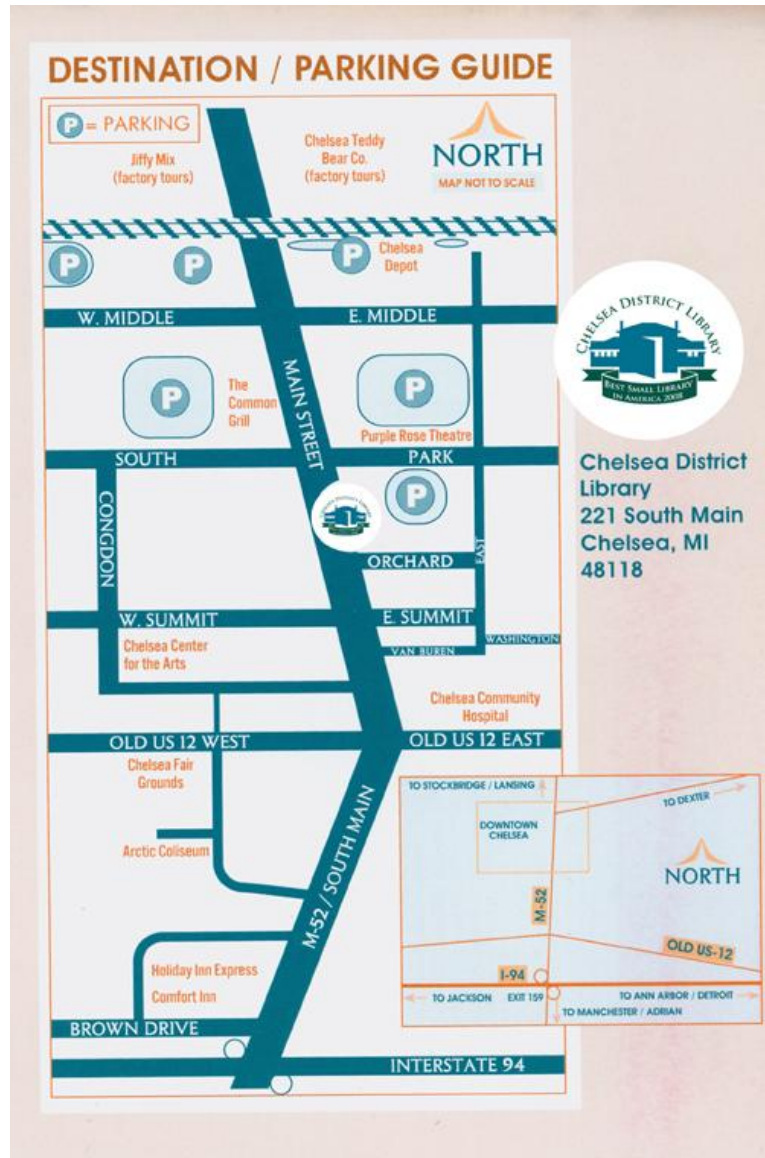 DESTINATION / PARKING GUIDE
P = PARKING
Jiffy Mix
(factory tours)
Chelsea Teddy
Bear Co.
(factory tours)
NORTH
MAP NOT TO SCALE
P
P
P
Chelsea
Depot
W. MIDDLE
E. MIDDLE
MAIN STREET
P
The
Common
Grill
P
Purple Rose Theatre
CHELSEA DISTRICT LIBRARY
BEST SMALL LIBRARY
IN AMERICA 2008
SOUTH
PARK
Chelsea District
Library
221 South Main
Chelsea, MI
48118
CONGDON
P
ORCHARD
EAST
W. SUMMIT
E. SUMMIT
WASHINGTON
VAN BUREN
Chelsea Center
for the Arts
Chelsea Community
Hospital
OLD US 12 WEST
OLD US 12 EAST
Chelsea Fair
Grounds
Arctic Coliseum
M-52 / SOUTH MAIN
Holiday Inn Express
Comfort Inn
BROWN DRIVE
INTERSTATE 94
TO STOCKBRIDGE / LANSING
TO DEXTER
DOWNTOWN
CHELSEA
NORTH
M-52
OLD US-12
I-94
TO JACKSON
EXIT 159
TO ANN ARBOR / DETROIT
TO MANCHESTER / ADRIAN